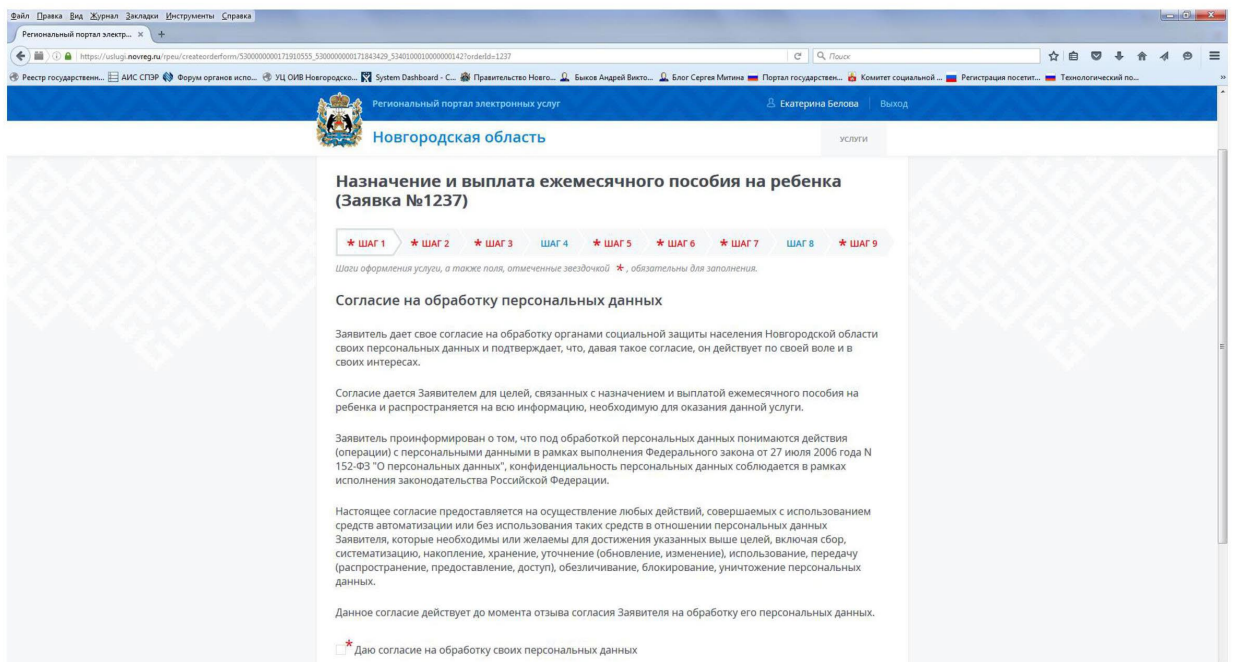 Файл Правка Вид Журнал Закладки Инструменты Справка
Региональный портал электр... × +
https://uslugi.novreg.ru/rpeu/createorderform/5300000000171910555_5300000000171843429_5340100010000000142?orderId=1237 Поиск
Реестр государственн... АИС СГПЗР Форум органов испо... УЦ ОИВ Новгородско... System Dashboard - С... Правительство Новго... Быков Андрей Викто... Блог Сергея Митина Портал государствен... Комитет социальной ... Регистрация посетит... Технологический по... »
Региональный портал электронных услуг Екатерина Белова Выход
Новгородская область УСЛУГИ
Назначение и выплата ежемесячного пособия на ребенка
(Заявка №1237)
* ШАГ 1 * ШАГ 2 * ШАГ 3 ШАГ 4 * ШАГ 5 * ШАГ 6 * ШАГ 7 ШАГ 8 * ШАГ 9
Шаги оформления услуги, а также поля, отмеченные звездочкой * , обязательны для заполнения.
Согласие на обработку персональных данных
Заявитель дает свое согласие на обработку органами социальной защиты населения Новгородской области
своих персональных данных и подтверждает, что, давая такое согласие, он действует по своей воле и в
своих интересах.
Согласие дается Заявителем для целей, связанных с назначением и выплатой ежемесячного пособия на
ребенка и распространяется на всю информацию, необходимую для оказания данной услуги.
Заявитель проинформирован о том, что под обработкой персональных данных понимаются действия
(операции) с персональными данными в рамках выполнения Федерального закона от 27 июля 2006 года N
152-ФЗ "О персональных данных", конфиденциальность персональных данных соблюдается в рамках
исполнения законодательства Российской Федерации.
Настоящее согласие предоставляется на осуществление любых действий, совершаемых с использованием
средств автоматизации или без использования таких средств в отношении персональных данных
Заявителя, которые необходимы или желаемы для достижения указанных выше целей, включая сбор,
систематизацию, накопление, хранение, уточнение (обновление, изменение), использование, передачу
(распространение, предоставление, доступ), обезличивание, блокирование, уничтожение персональных
данных.
Данное согласие действует до момента отзыва согласия Заявителя на обработку его персональных данных.
* Даю согласие на обработку своих персональных данных